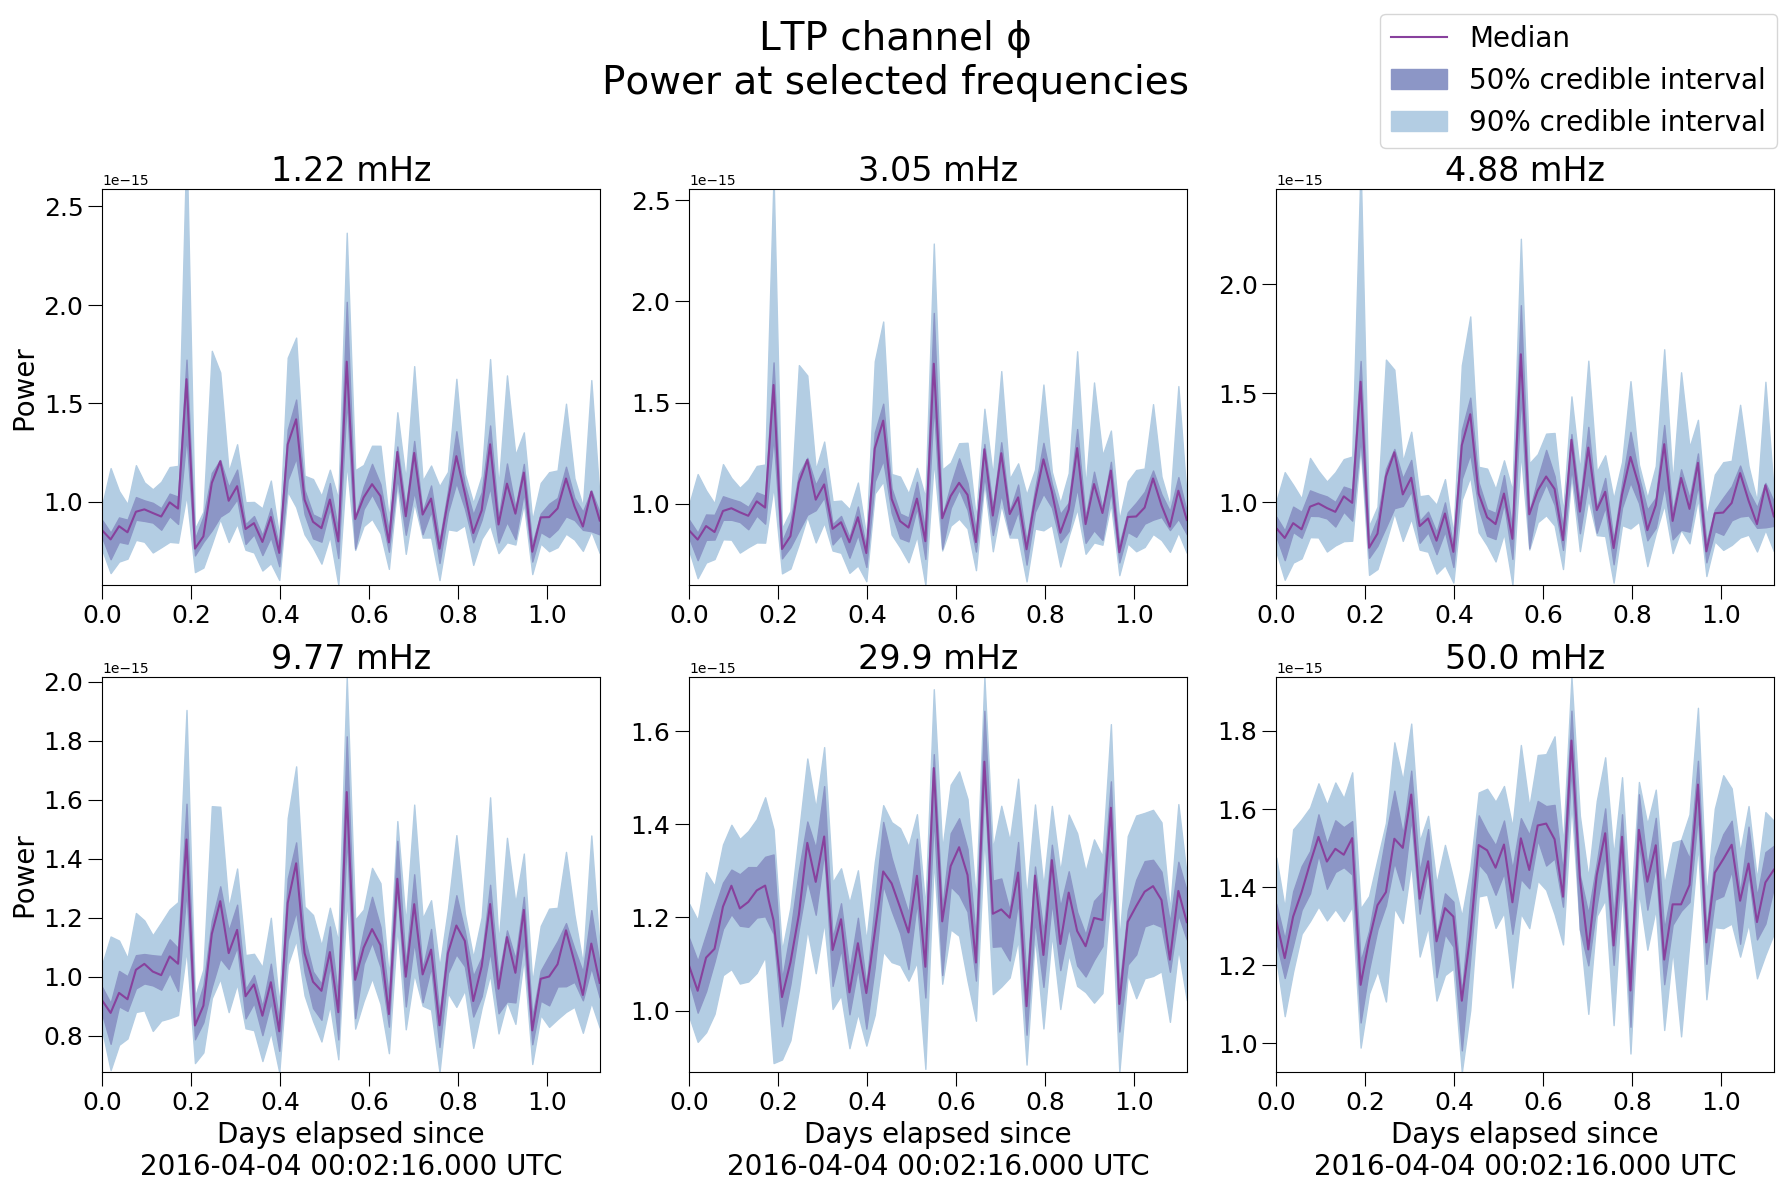 LTP channel ϕ
Power at selected frequencies
Median
50% credible interval
90% credible interval
1.22 mHz
3.05 mHz
4.88 mHz
1e−15
1e−15
1e−15
2.5
2.0
1.5
1.0
Power
0.0 0.2 0.4 0.6 0.8 1.0
2.5
2.0
1.5
1.0
0.0 0.2 0.4 0.6 0.8 1.0
2.0
1.5
1.0
0.0 0.2 0.4 0.6 0.8 1.0
9.77 mHz
29.9 mHz
50.0 mHz
1e−15
1e−15
1e−15
2.0
1.8
1.6
1.4
1.2
1.0
0.8
Power
0.0 0.2 0.4 0.6 0.8 1.0
Days elapsed since
2016-04-04 00:02:16.000 UTC
1.6
1.4
1.2
1.0
0.0 0.2 0.4 0.6 0.8 1.0
Days elapsed since
2016-04-04 00:02:16.000 UTC
1.8
1.6
1.4
1.2
1.0
0.0 0.2 0.4 0.6 0.8 1.0
Days elapsed since
2016-04-04 00:02:16.000 UTC